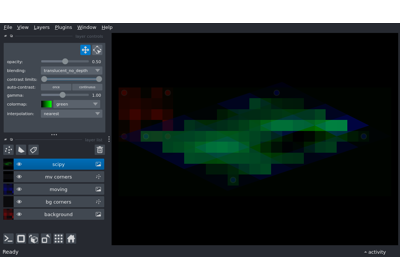 File View Layers Plugins Window Help
opacity: 0.50
blending: translucent_no_depth
contrast limits:
auto-contrast: once continuous
gamma: 1.00
colormap: green
interpolation: nearest
scipy
mv corners
moving
bg corners
background
Ready
activity